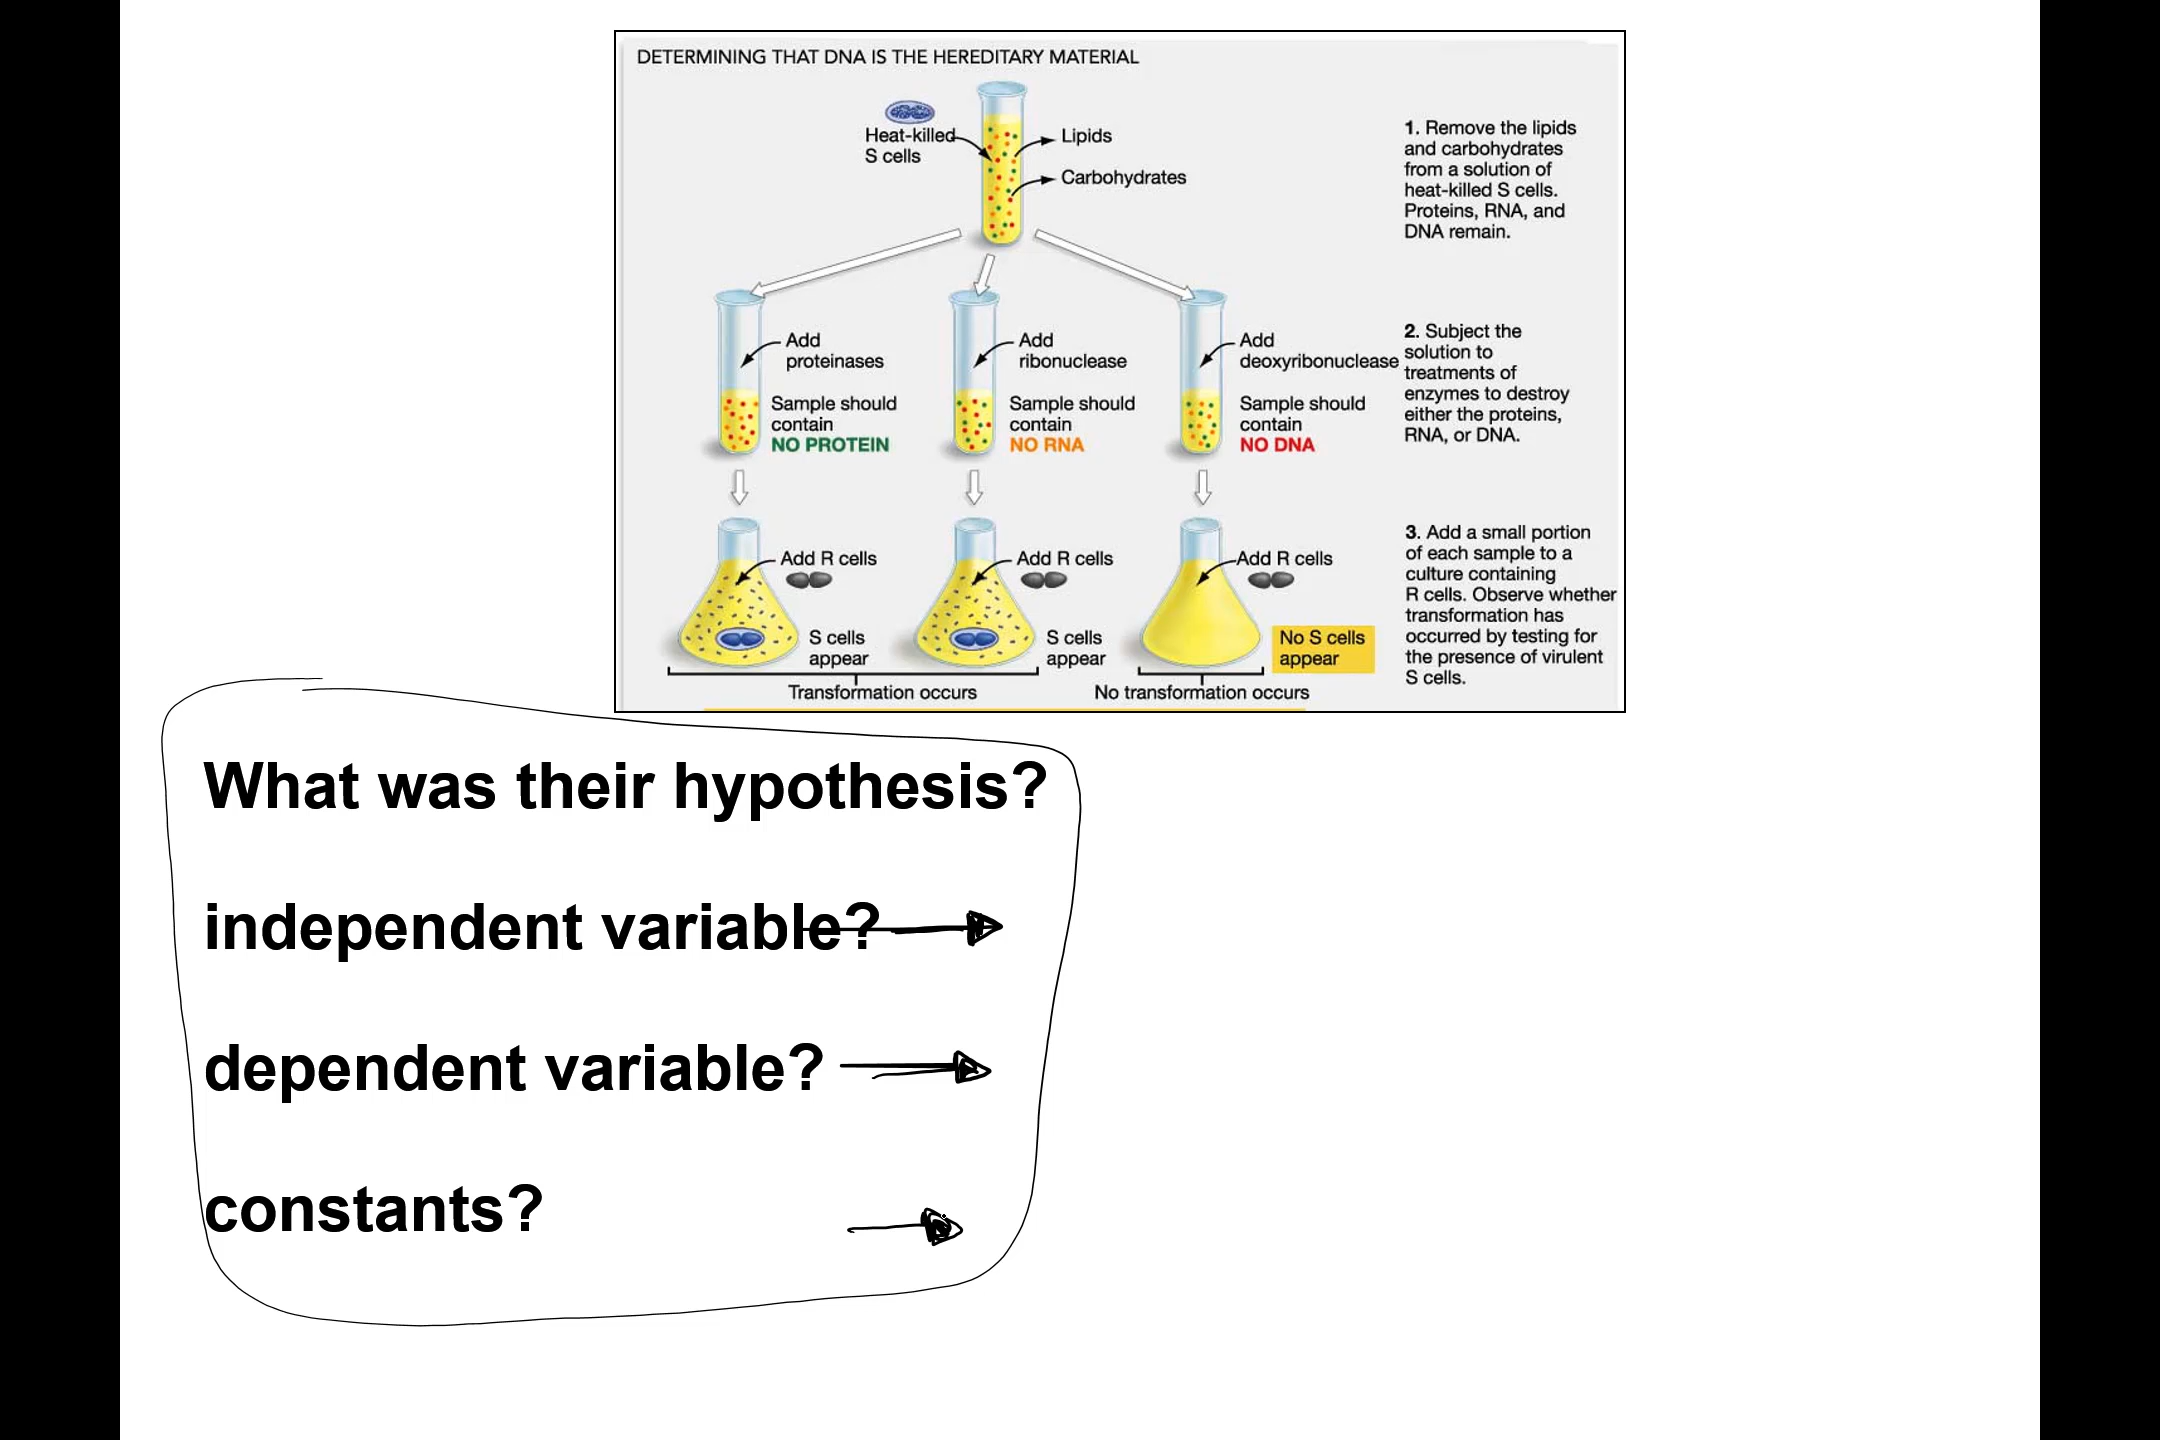 DETERMINING THAT DNA IS THE HEREDITARY MATERIAL
Heat-killed
S cells
Lipids
Carbohydrates
1. Remove the lipids
and carbohydrates
from a solution of
heat-killed S cells.
Proteins, RNA, and
DNA remain.
Add
proteinases
Sample should
contain
NO PROTEIN
Add
ribonuclease
Sample should
contain
NO RNA
Add
deoxyribonuclease
Sample should
contain
NO DNA
2. Subject the
solution to
treatments of
enzymes to destroy
either the proteins,
RNA, or DNA.
Add R cells
S cells
appear
Add R cells
S cells
appear
Add R cells
No S cells
appear
Transformation occurs
No transformation occurs
3. Add a small portion
of each sample to a
culture containing
R cells. Observe whether
transformation has
occurred by testing for
the presence of virulent
S cells.
What was their hypothesis?
independent variable?
dependent variable?
constants?